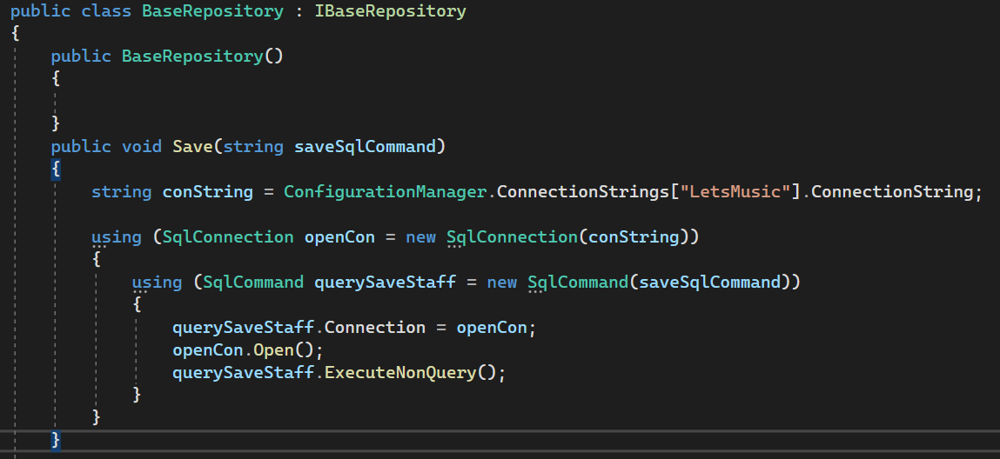 public class BaseRepository : IBaseRepository
{
    public BaseRepository()
    {

    }
    public void Save(string saveSqlCommand)
    {
        string conString = ConfigurationManager.ConnectionStrings["LetsMusic"].ConnectionString;

        using (SqlConnection openCon = new SqlConnection(conString))
        {
            using (SqlCommand querySaveStaff = new SqlCommand(saveSqlCommand))
            {
                querySaveStaff.Connection = openCon;
                openCon.Open();
                querySaveStaff.ExecuteNonQuery();
            }
        }
    }